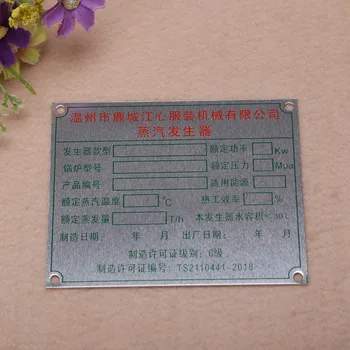 温州市鹿城江心服装机械有限公司
蒸汽发生器
发生器款型 额定功率 Kw
锅炉型号 额定压力 Mpa
产品编号 适用能源
额定蒸汽温度 ℃ 热工效率 %
额定蒸发量 T/h 本发生器水容积< 30L
制造日期: 年 月 出厂日期: 年 月
制造许可证级别: C级
制造许可证编号: TS2110441-2018